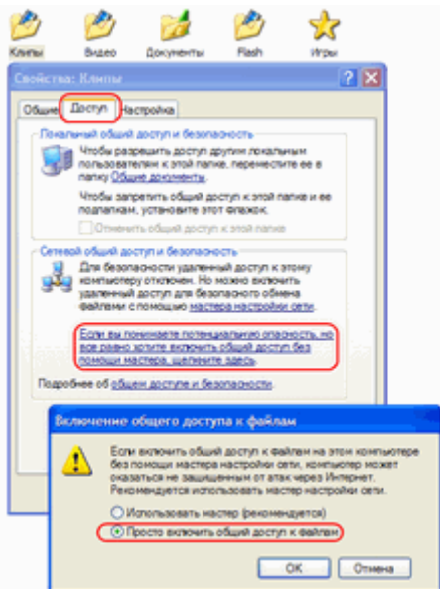 Клипы Видео Документы Flash Игры
Свойства: Клипы
Общие Доступ Настройка
Локальный общий доступ и безопасность
Чтобы разрешить доступ другим локальным
пользователям к этой папке, переместите ее в
папку Общие документы.
Чтобы запретить общий доступ к этой папке и ее
подпапкам, установите этот флажок.
Отменить общий доступ к этой папке
Сетевой общий доступ и безопасность
Для безопасности удаленный доступ к этому
компьютеру отключен. Но можно включить
удаленный доступ для безопасного обмена
файлами с помощью мастера настройки сети.
Если вы понимаете потенциальную опасность, но
все равно хотите включить общий доступ без
помощи мастера, щелкните здесь.
Подробнее об общем доступе и безопасности.
Включение общего доступа к файлам
Если включить общий доступ к файлам на этом компьютере
без помощи мастера настройки сети, компьютер может
оказаться не защищенным от атак через Интернет.
Рекомендуется использовать мастер настройки сети.
Использовать мастер (рекомендуется)
Просто включить общий доступ к файлам
OK Отмена